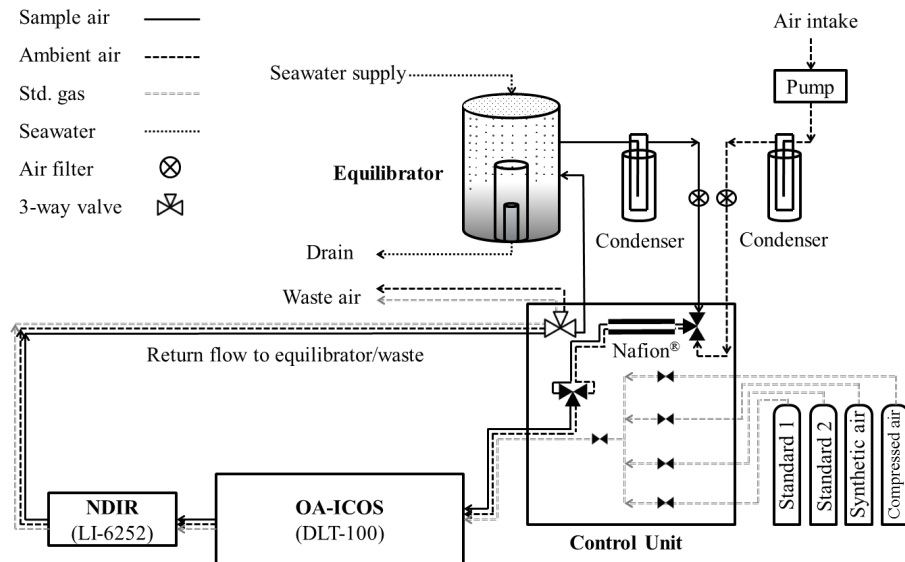 Sample air
Ambient air
Std. gas
Seawater
Air filter
3-way valve
Seawater supply
Air intake
Pump
Equilibrator
Condenser
Condenser
Drain
Waste air
Return flow to equilibrator/waste
Nafion®
NDIR
(LI-6252)
OA-ICOS
(DLT-100)
Control Unit
Standard 1
Standard 2
Synthetic air
Compressed air